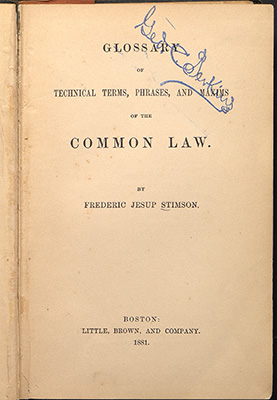 GLOSSARY
OF
TECHNICAL TERMS, PHRASES, AND MAXIMS
OF THE
COMMON LAW.
BY
FREDERIC JESUP STIMSON.
BOSTON:
LITTLE, BROWN, AND COMPANY.
1881.